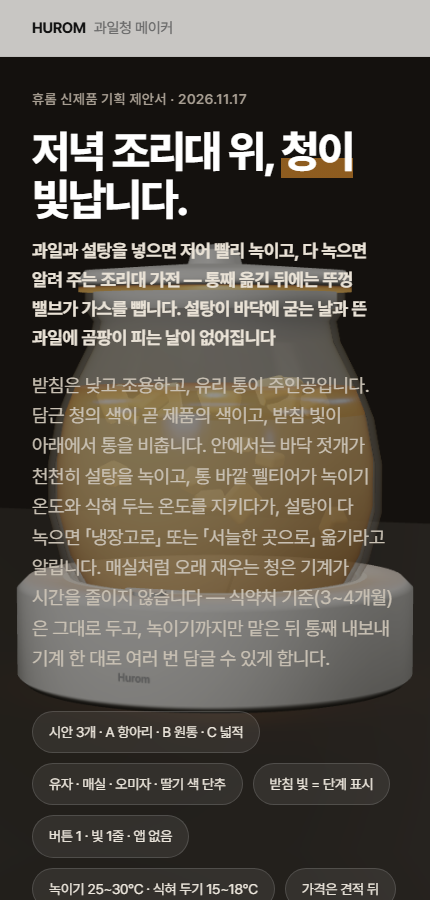 HUROM 과일청 메이커
휴롬 신제품 기획 제안서 · 2026.11.17
저녁 조리대 위, 청이
빛납니다.
과일과 설탕을 넣으면 저어 빨리 녹이고, 다 녹으면
알려 주는 조리대 가전 — 통째 옮긴 뒤에는 뚜껑
밸브가 가스를 뺍니다. 설탕이 바닥에 굳는 날과 뜬
과일에 곰팡이 피는 날이 없어집니다
받침은 낮고 조용하고, 유리 통이 주인공입니다.
담근 청의 색이 곧 제품의 색이고, 받침 빛이
아래에서 통을 비춥니다. 안에서는 바닥 젓개가
천천히 설탕을 녹이고, 통 바깥 펠티어가 녹이기
온도와 식혀 두는 온도를 지키다가, 설탕이 다
녹으면 「냉장고로」 또는 「서늘한 곳으로」 옮기라고
알립니다. 매실처럼 오래 재우는 청은 기계가
시간을 줄이지 않습니다 — 식약처 기준(3~4개월)
은 그대로 두고, 녹이기까지만 맡은 뒤 통째 내보내
기계 한 대로 여러 번 담글 수 있게 합니다.
Hurom
시안 3개 · A 항아리 · B 원통 · C 넓적
유자 · 매실 · 오미자 · 딸기 색 단추
받침 빛 = 단계 표시
버튼 1 · 빛 1줄 · 앱 없음
녹이기 25~30°C · 식혀 두기 15~18°C
가격은 견적 뒤